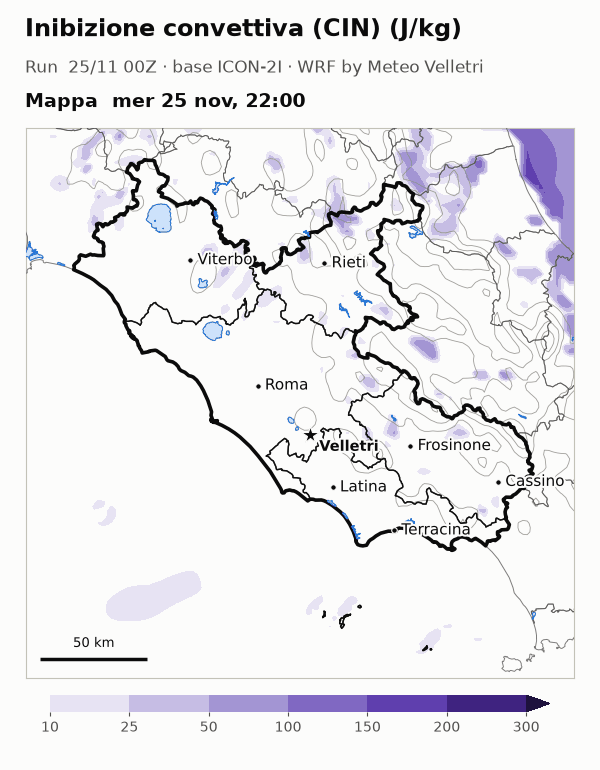 Inibizione convettiva (CIN) (J/kg)
Run  25/11 00Z · base ICON-2I · WRF by Meteo Velletri
Mappa  mer 25 nov, 22:00
Viterbo
Rieti
Roma
Velletri
Frosinone
Latina
Cassino
Terracina
50 km
10 25 50 100 150 200 300